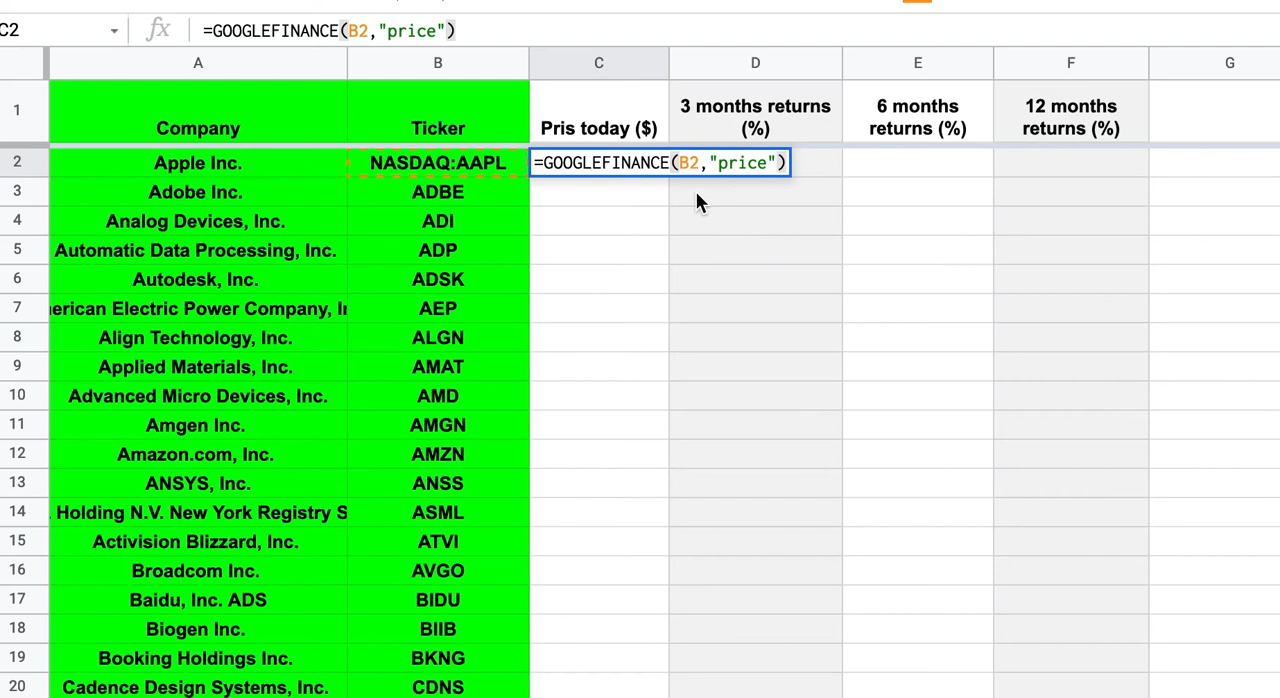 C2 fx =GOOGLEFINANCE(B2,"price")
A B C D E F G
1 Company Ticker Pris today ($) 3 months returns (%) 6 months returns (%) 12 months returns (%)
2 Apple Inc. NASDAQ:AAPL =GOOGLEFINANCE(B2,"price")
3 Adobe Inc. ADBE
4 Analog Devices, Inc. ADI
5 Automatic Data Processing, Inc. ADP
6 Autodesk, Inc. ADSK
7 erican Electric Power Company, In AEP
8 Align Technology, Inc. ALGN
9 Applied Materials, Inc. AMAT
10 Advanced Micro Devices, Inc. AMD
11 Amgen Inc. AMGN
12 Amazon.com, Inc. AMZN
13 ANSYS, Inc. ANSS
14 . Holding N.V. New York Registry S ASML
15 Activision Blizzard, Inc. ATVI
16 Broadcom Inc. AVGO
17 Baidu, Inc. ADS BIDU
18 Biogen Inc. BIIB
19 Booking Holdings Inc. BKNG
20 Cadence Design Systems, Inc. CDNS